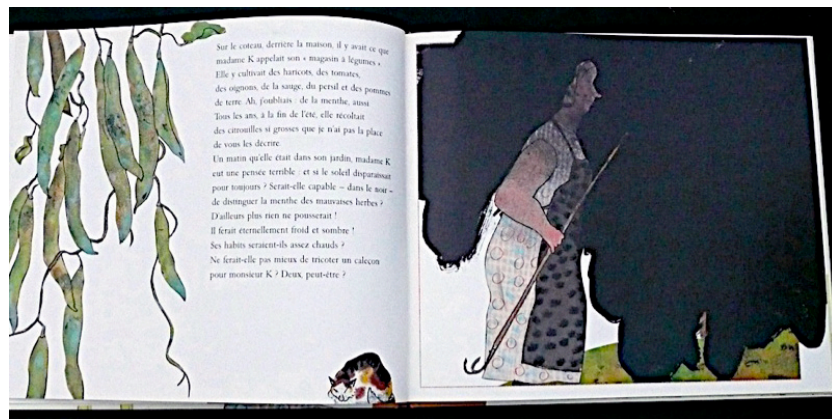 Sur le coteau, derrière la maison, il y avait ce que
madame K appelait son « magasin à légumes ».
Elle y cultivait des haricots, des tomates,
des oignons, de la sauge, du persil et des pommes
de terre. Ah, j'oubliais : de la menthe, aussi.
Tous les ans, à la fin de l'été, elle récoltait
des citrouilles si grosses que je n'ai pas la place
de vous les décrire.
Un matin qu'elle était dans son jardin, madame K
eut une pensée terrible : et si le soleil disparaissait
pour toujours ? Serait-elle capable – dans le noir –
de distinguer la menthe des mauvaises herbes ?
D'ailleurs plus rien ne pousserait !
Il ferait éternellement froid et sombre !
Ses habits seraient-ils assez chauds ?
Ne ferait-elle pas mieux de tricoter un caleçon
pour monsieur K ? Deux, peut-être ?